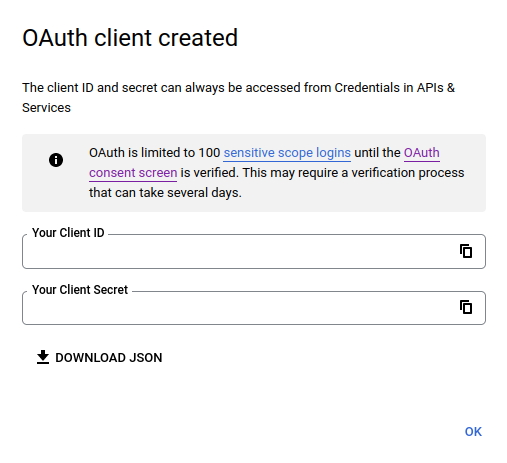 OAuth client created
The client ID and secret can always be accessed from Credentials in APIs &
Services
OAuth is limited to 100 sensitive scope logins until the OAuth
consent screen is verified. This may require a verification process
that can take several days.
Your Client ID
Your Client Secret
DOWNLOAD JSON
OK